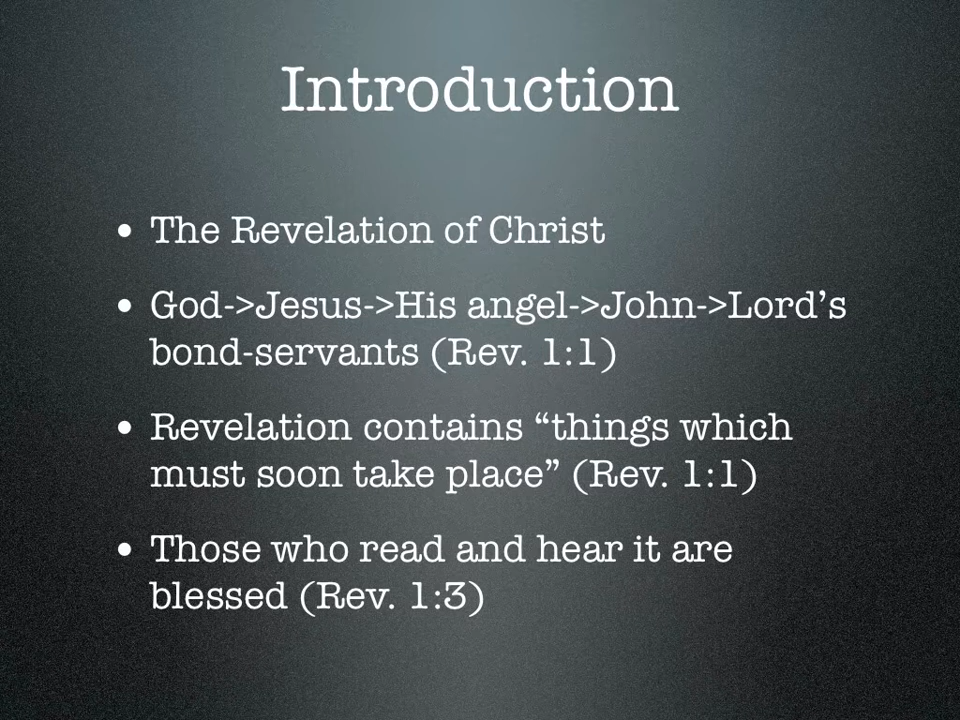 Introduction
• The Revelation of Christ
• God->Jesus->His angel->John->Lord’s
bond-servants (Rev. 1:1)
• Revelation contains “things which
must soon take place” (Rev. 1:1)
• Those who read and hear it are
blessed (Rev. 1:3)